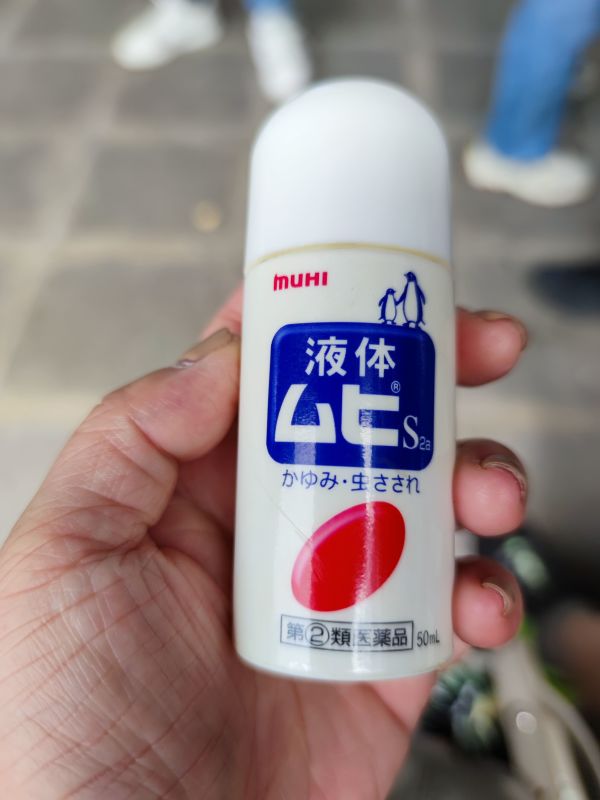 muHI
液体
ムヒ® S2a
かゆみ・虫さされ
第②類医薬品 50mL